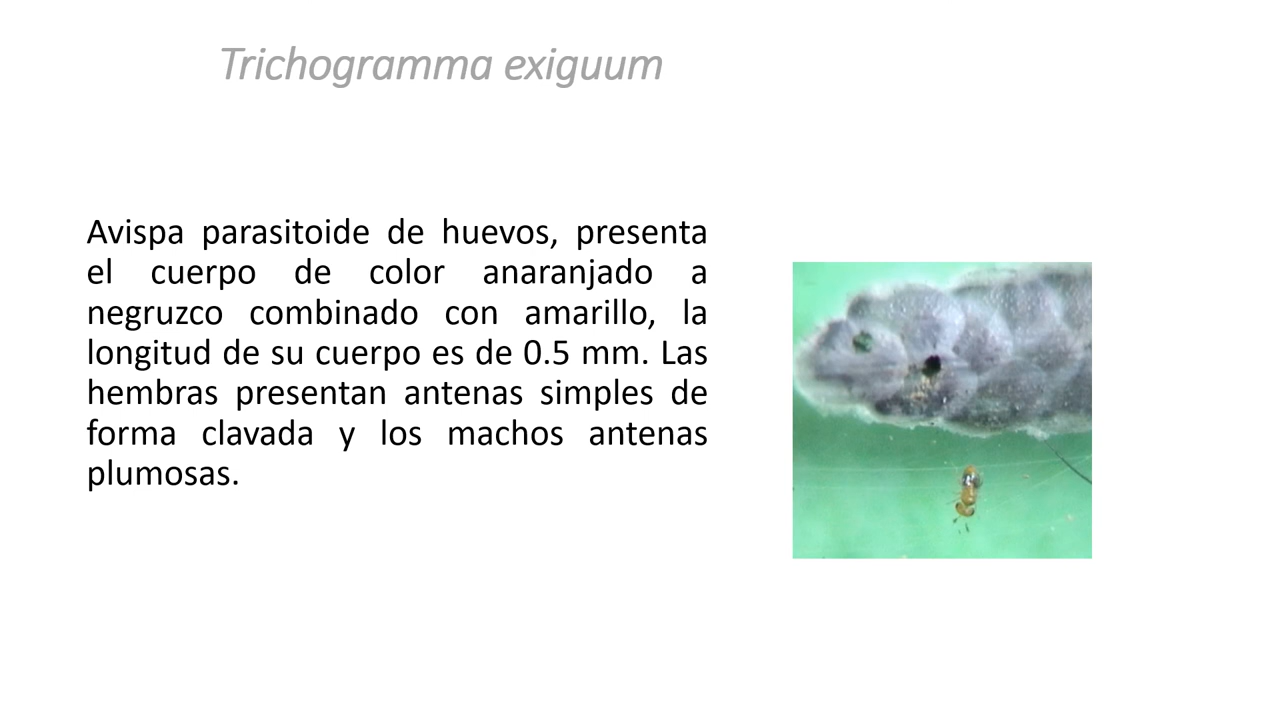 Trichogramma exiguum
Avispa parasitoide de huevos, presenta
el cuerpo de color anaranjado a
negruzco combinado con amarillo, la
longitud de su cuerpo es de 0.5 mm. Las
hembras presentan antenas simples de
forma clavada y los machos antenas
plumosas.